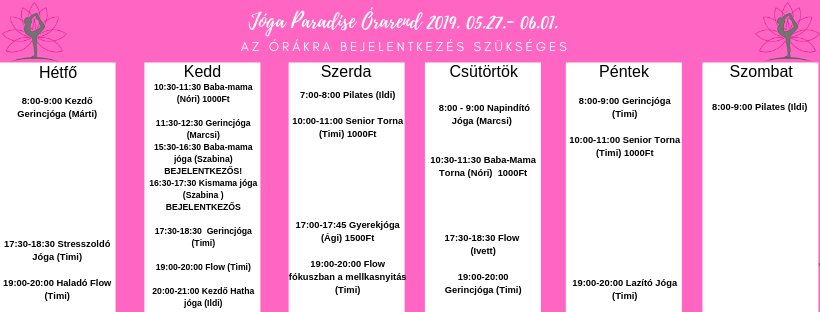 Jóga Paradise Órarend 2019. 05.27.- 06.01.
AZ ÓRÁKRA BEJELENTKEZÉS SZÜKSÉGES
Hétfő
8:00-9:00 Kezdő
Gerincjóga (Márti)
17:30-18:30 Stresszoldó
Jóga (Timi)
19:00-20:00 Haladó Flow
(Timi)
Kedd
10:30-11:30 Baba-mama
(Nóri) 1000Ft
11:30-12:30 Gerincjóga
(Marcsi)
15:30-16:30 Baba-mama
jóga (Szabina)
BEJELENTKEZŐS!
16:30-17:30 Kismama jóga
(Szabina )
BEJELENTKEZŐS
17:30-18:30 Gerincjóga
(Timi)
19:00-20:00 Flow (Timi)
20:00-21:00 Kezdő Hatha
jóga (Ildi)
Szerda
7:00-8:00 Pilates (Ildi)
10:00-11:00 Senior Torna
(Timi) 1000Ft
17:00-17:45 Gyerekjóga
(Ági) 1500Ft
19:00-20:00 Flow
fókuszban a mellkasnyitás
(Timi)
Csütörtök
8:00 - 9:00 Napindító
Jóga (Marcsi)
10:30-11:30 Baba-Mama
Torna (Nóri) 1000Ft
17:30-18:30 Flow
(Ivett)
19:00-20:00
Gerincjóga (Timi)
Péntek
8:00-9:00 Gerincjóga
(Timi)
10:00-11:00 Senior Torna
(Timi) 1000Ft
19:00-20:00 Lazító Jóga
(Timi)
Szombat
8:00-9:00 Pilates (Ildi)